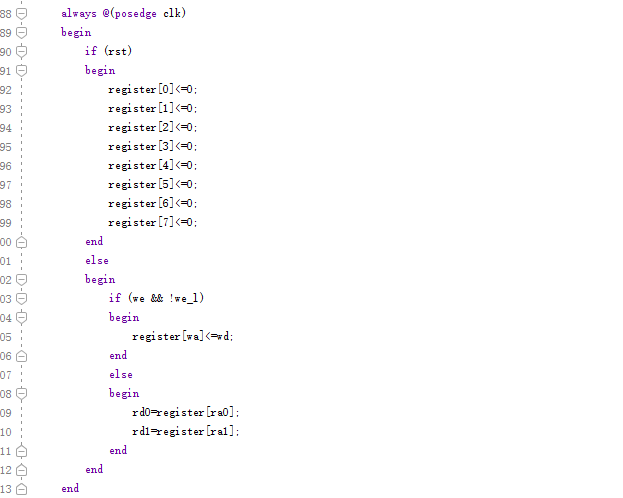 88 always @(posedge clk)
89 begin
90 if (rst)
91 begin
92 register[0]<=0;
93 register[1]<=0;
94 register[2]<=0;
95 register[3]<=0;
96 register[4]<=0;
97 register[5]<=0;
98 register[6]<=0;
99 register[7]<=0;
00 end
01 else
02 begin
03 if (we && !we_l)
04 begin
05 register[wa]<=wd;
06 end
07 else
08 begin
09 rd0=register[ra0];
10 rd1=register[ra1];
11 end
12 end
13 end